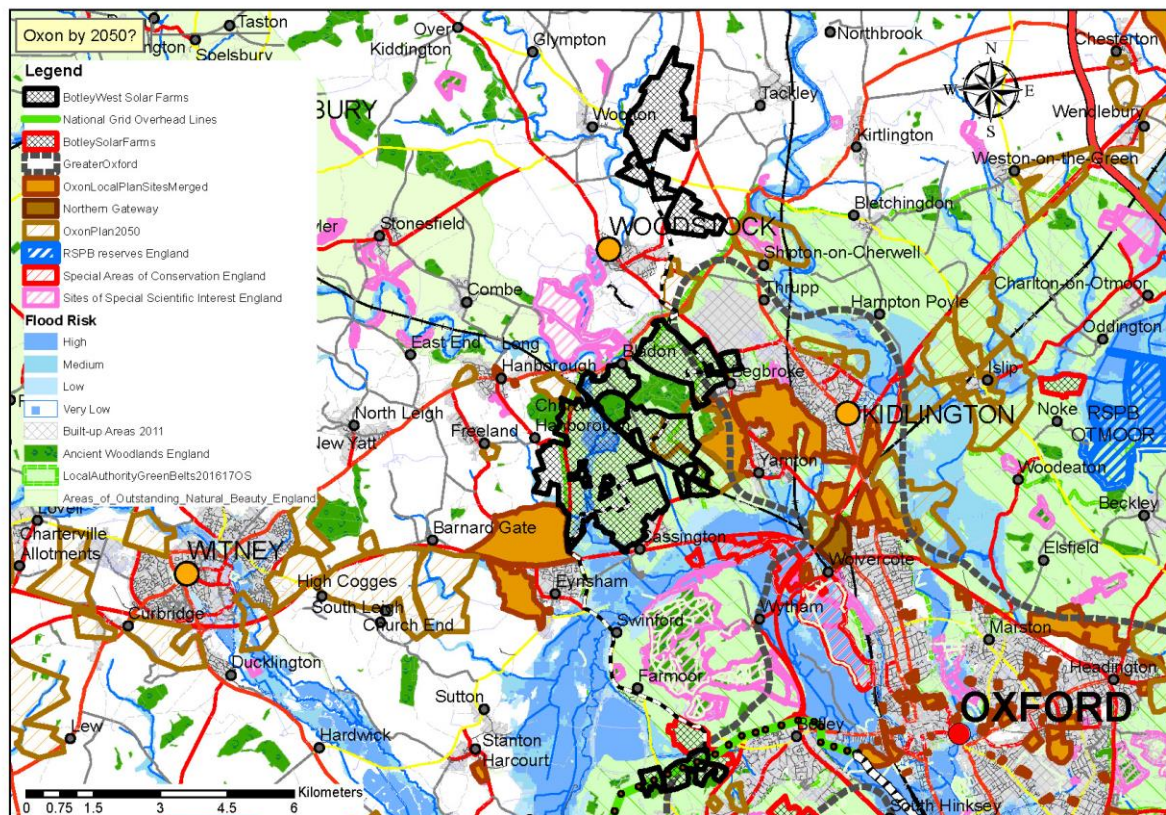 Oxon by 2050?
Legend
BotleyWest Solar Farms
National Grid Overhead Lines
BotleySolarFarms
GreaterOxford
OxonLocalPlanSitesMerged
Northern Gateway
OxonPlan2050
RSPB reserves England
Special Areas of Conservation England
Sites of Special Scientific Interest England
Flood Risk
High
Medium
Low
Very Low
Built-up Areas 2011
Ancient Woodlands England
LocalAuthorityGreenBelts201617OS
Areas_of_Outstanding_Natural_Beauty_England
Taston
Spelsbury
Over
Kiddington
Glympton
Northbrook
Chesterton
N
W
E
S
BURY
Wootton
Tackley
Kirtlington
Wendlebury
Weston-on-the-Green
Stonesfield
WOODSTOCK
Bletchingdon
Shipton-on-Cherwell
Charlton-on-Otmoor
Combe
Thrupp
Hampton Poyle
Oddington
East End
Long
Hanborough
Bladon
Begbroke
Islip
North Leigh
Church
Hanborough
KIDLINGTON
Noke
RSPB
OTMOOR
Freeland
New Yatt
Yarnton
Woodeaton
Beckley
Charterville
Allotments
WITNEY
Barnard Gate
Cassington
Wolvercote
Elsfield
High Cogges
Eynsham
South Leigh
Church End
Curbridge
Swinford
Wytham
Marston
Ducklington
Farmoor
Headington
Sutton
OXFORD
Lew
Hardwick
Stanton
Harcourt
Botley
South Hinksey
Kilometers
0 0.75 1.5 3 4.5 6